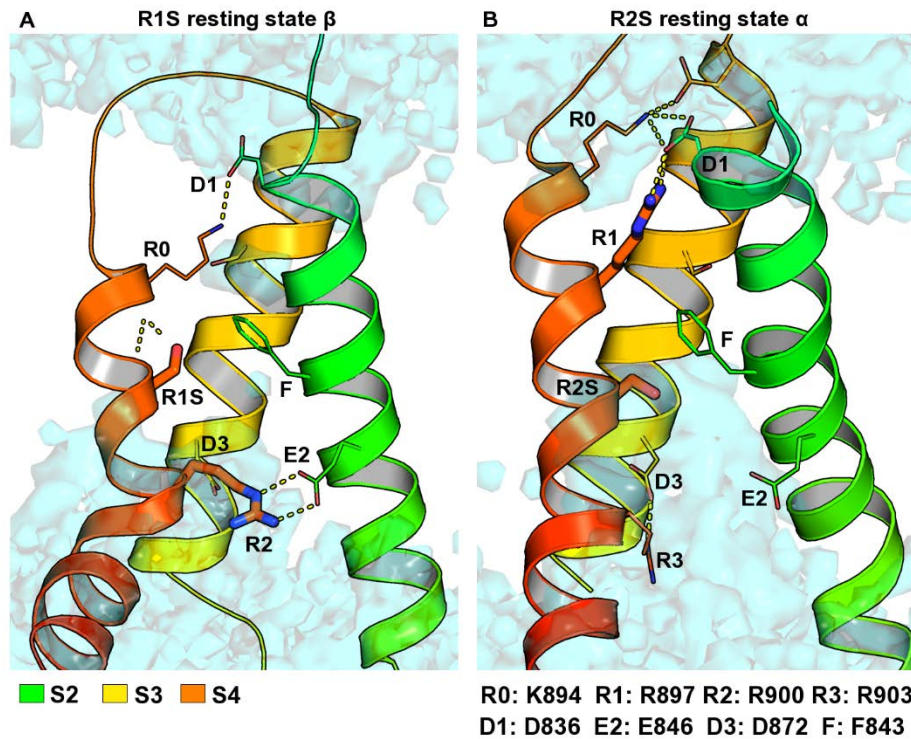 A R1S resting state β
D1
R0
R1S
F
D3
E2
R2
B R2S resting state α
R0
D1
R1
F
R2S
D3
E2
R3
S2 S3 S4
R0: K894 R1: R897 R2: R900 R3: R903
D1: D836 E2: E846 D3: D872 F: F843